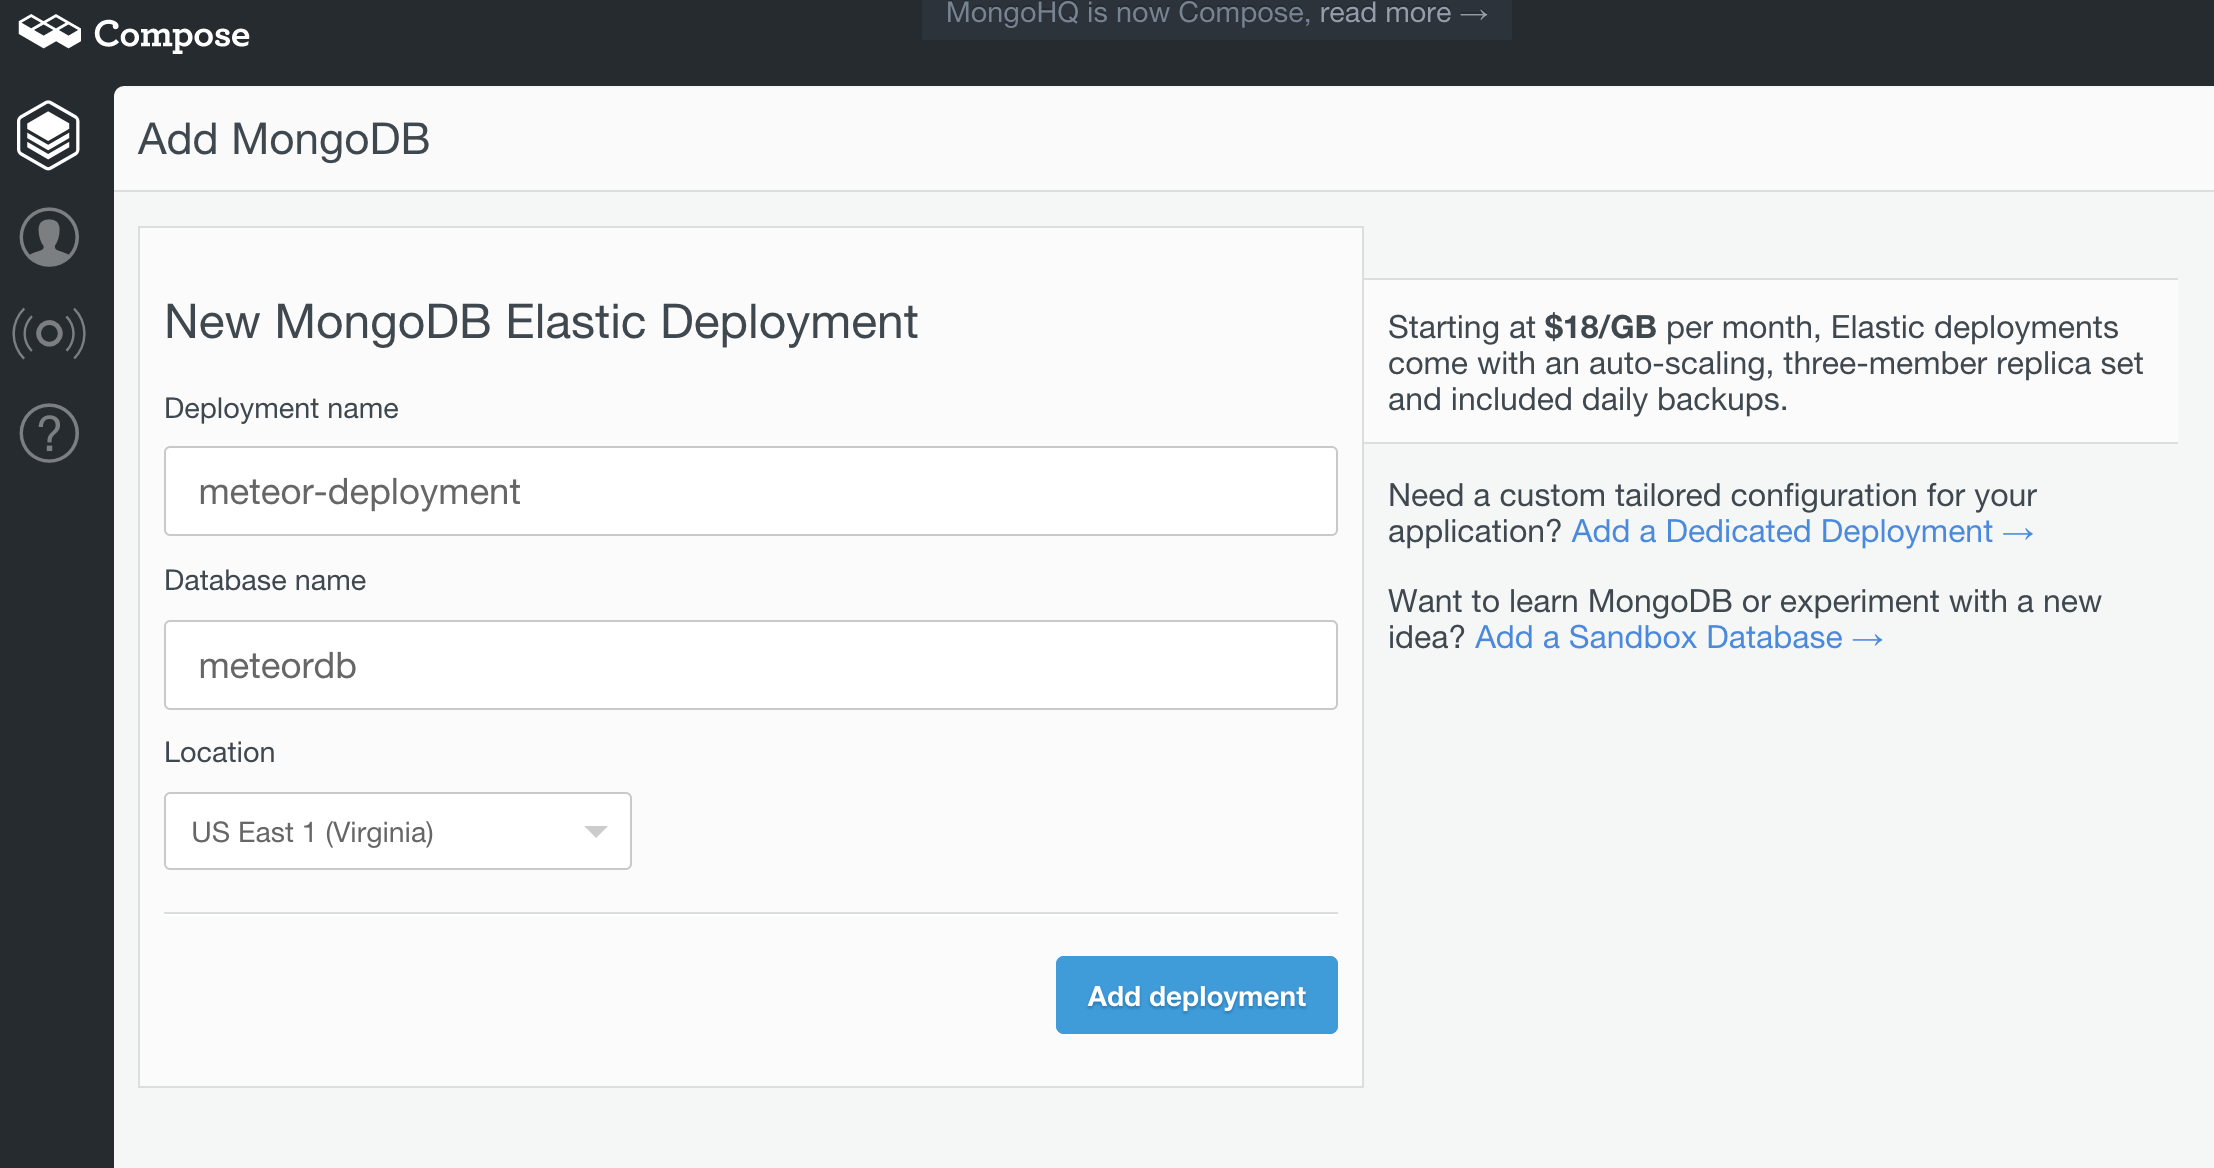 Compose
MongoHQ is now Compose, read more →
Add MongoDB
New MongoDB Elastic Deployment
Deployment name
meteor-deployment
Database name
meteordb
Location
US East 1 (Virginia)
Add deployment
Starting at $18/GB per month, Elastic deployments
come with an auto-scaling, three-member replica set
and included daily backups.
Need a custom tailored configuration for your
application? Add a Dedicated Deployment →
Want to learn MongoDB or experiment with a new
idea? Add a Sandbox Database →